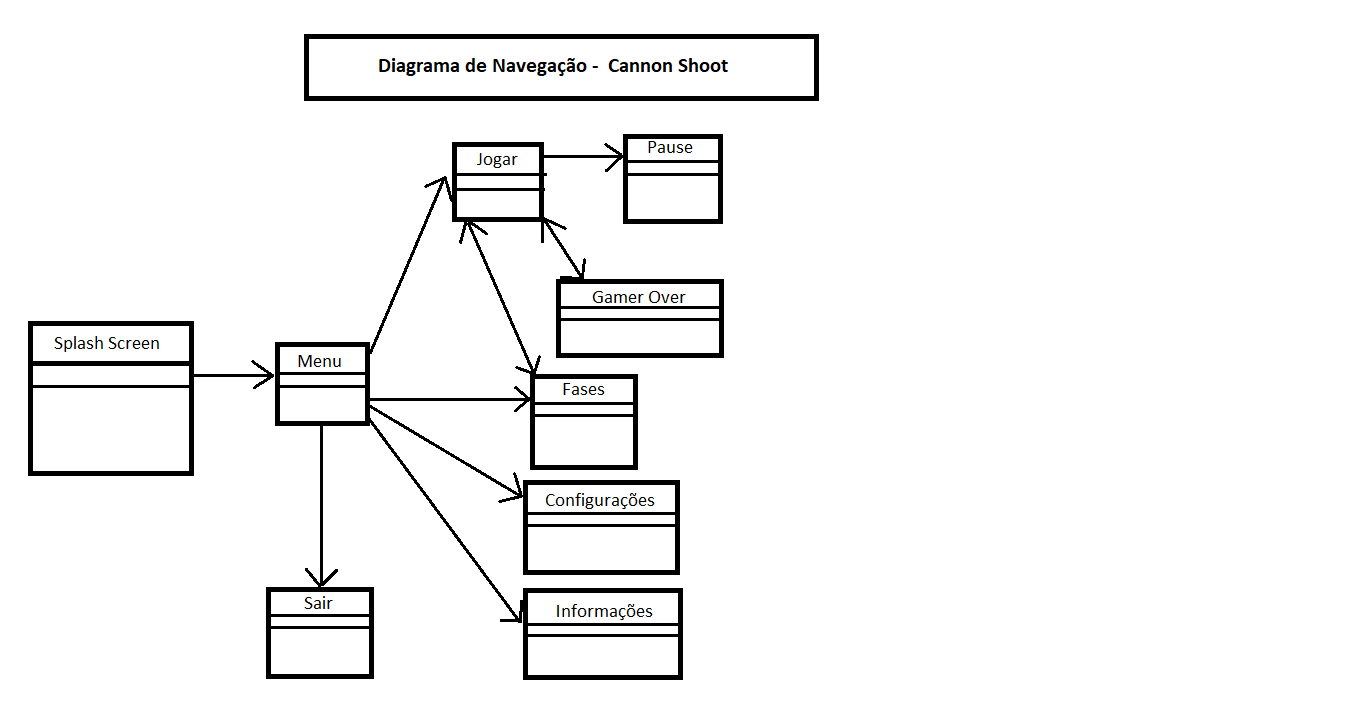 Diagrama de Navegação - Cannon Shoot
Jogar
Pause
Gamer Over
Splash Screen
Menu
Fases
Configurações
Sair
Informações